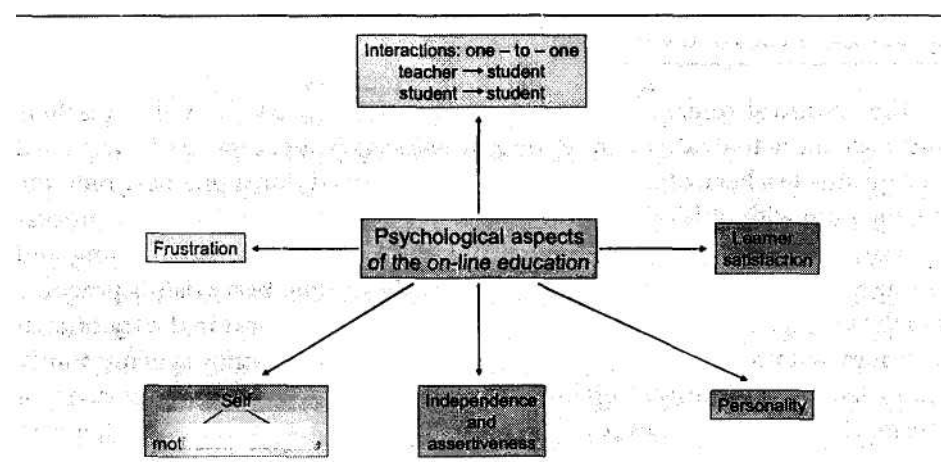 Interactions: one – to – one
teacher → student
student → student
Frustration
Psychological aspects
of the on-line education
Learner
satisfaction
Self
Independence
and
assertiveness
Personality